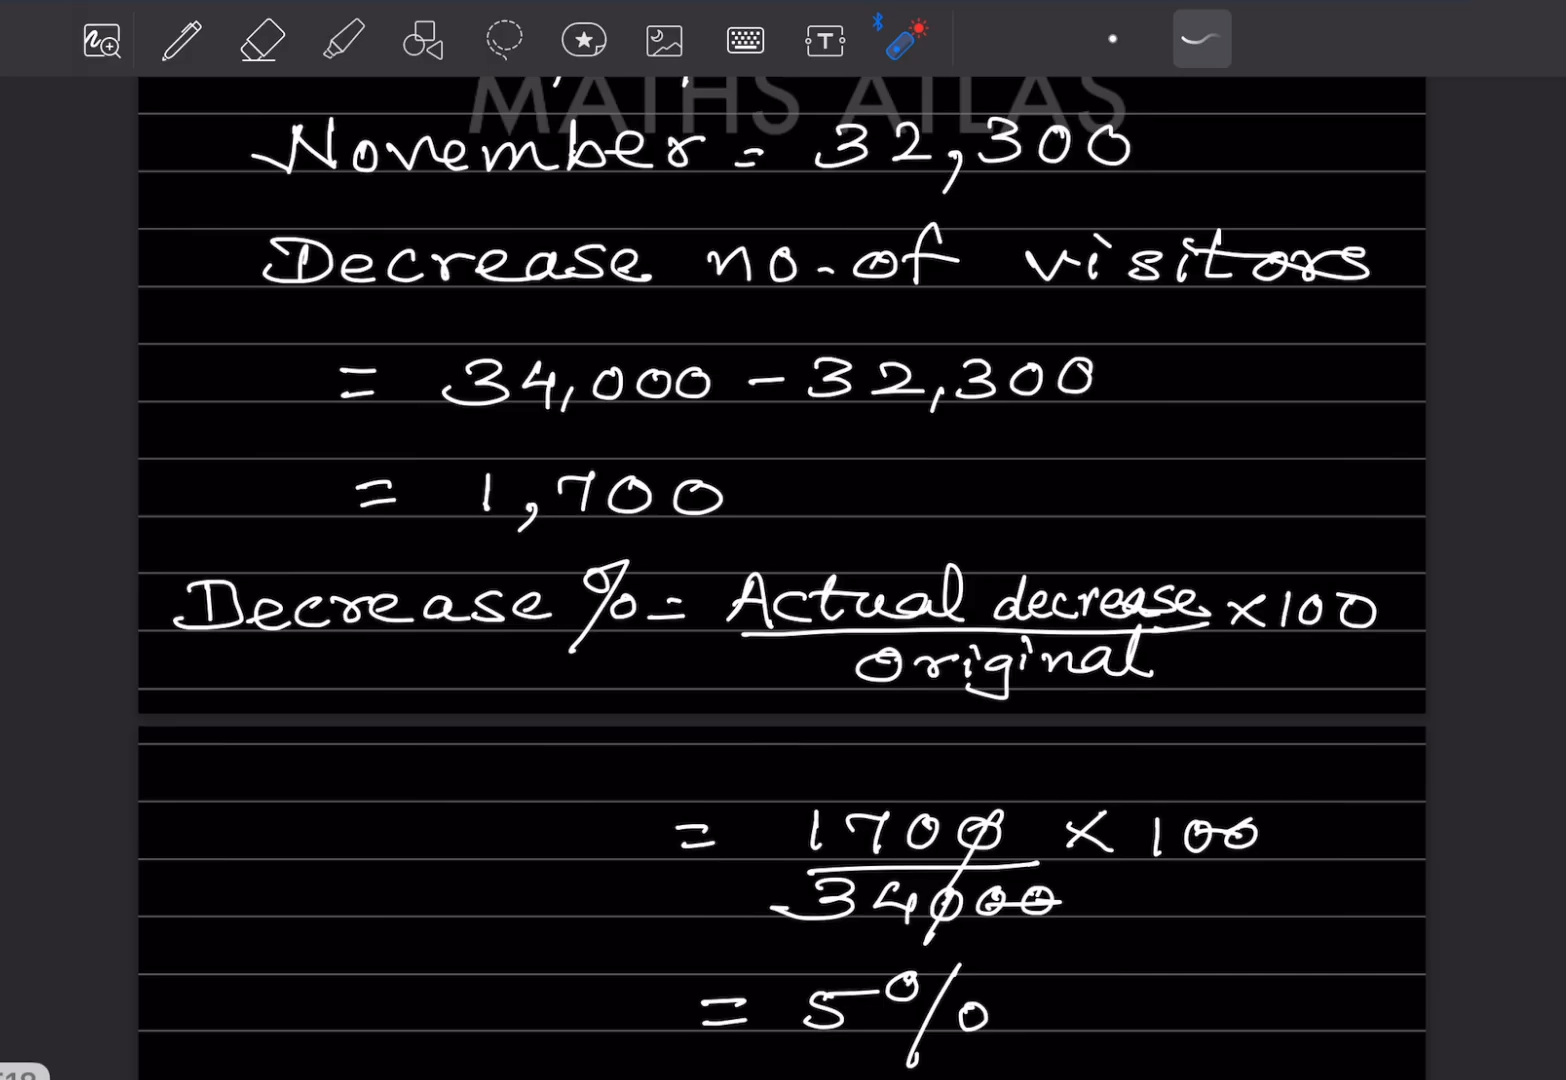 MATHS ATLAS
November = 32,300
Decrease no. of visitors
= 34,000 - 32,300
= 1,700
Decrease % = Actual decrease × 100
original
= 1700 × 100
34000
= 5%